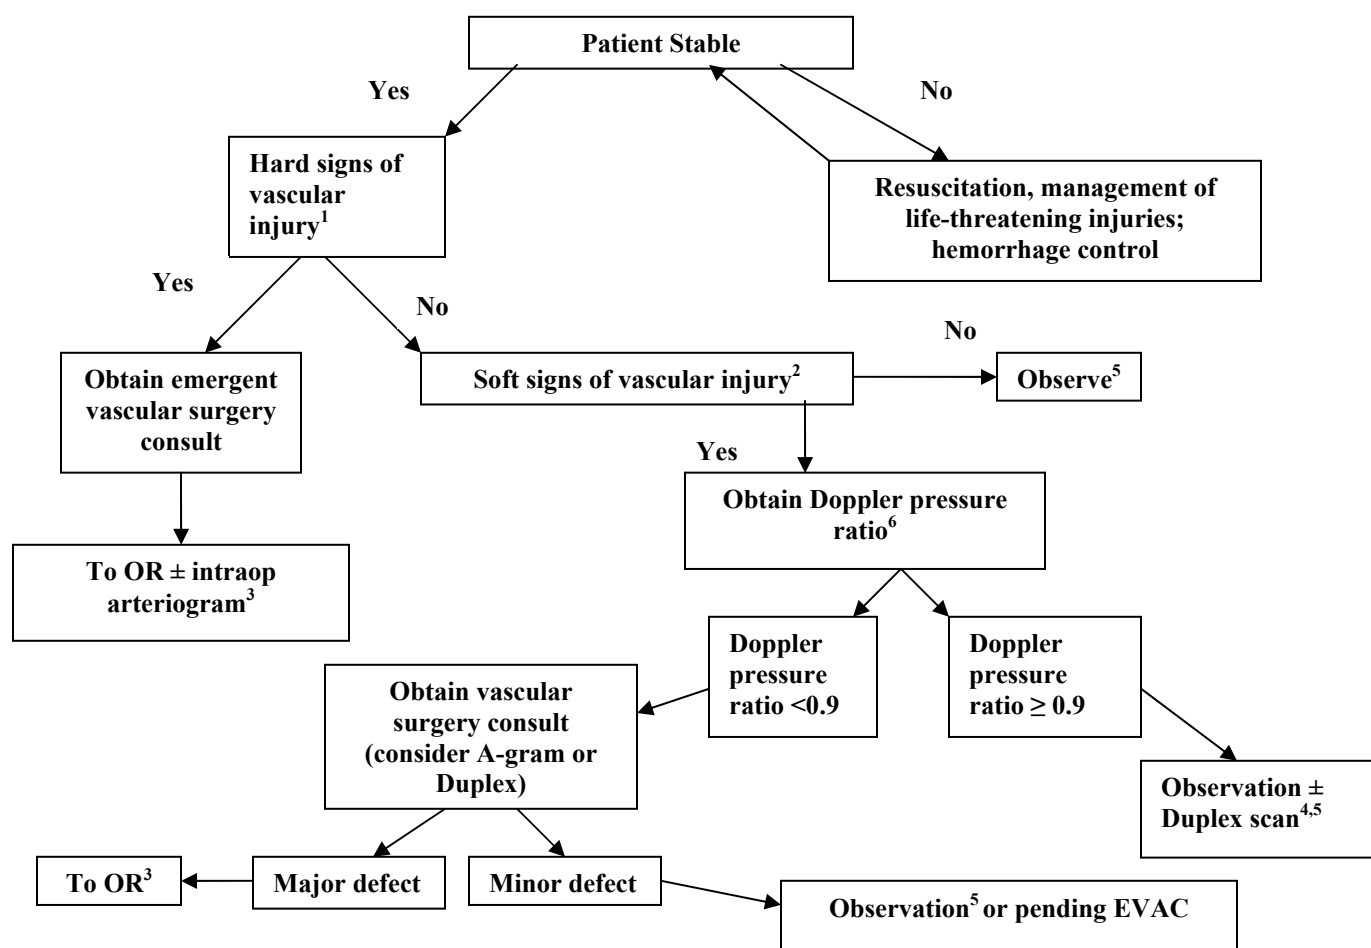 Patient Stable
Yes
No
Hard signs of
vascular
injury¹
Resuscitation, management of
life-threatening injuries;
hemorrhage control
Yes
No
No
Obtain emergent
vascular surgery
consult
Soft signs of vascular injury²
Observe⁵
Yes
Obtain Doppler pressure
ratio⁶
To OR ± intraop
arteriogram³
Doppler
pressure
ratio <0.9
Doppler
pressure
ratio ≥ 0.9
Obtain vascular
surgery consult
(consider A-gram or
Duplex)
Observation ±
Duplex scan⁴,⁵
To OR³
Major defect
Minor defect
Observation⁵ or pending EVAC